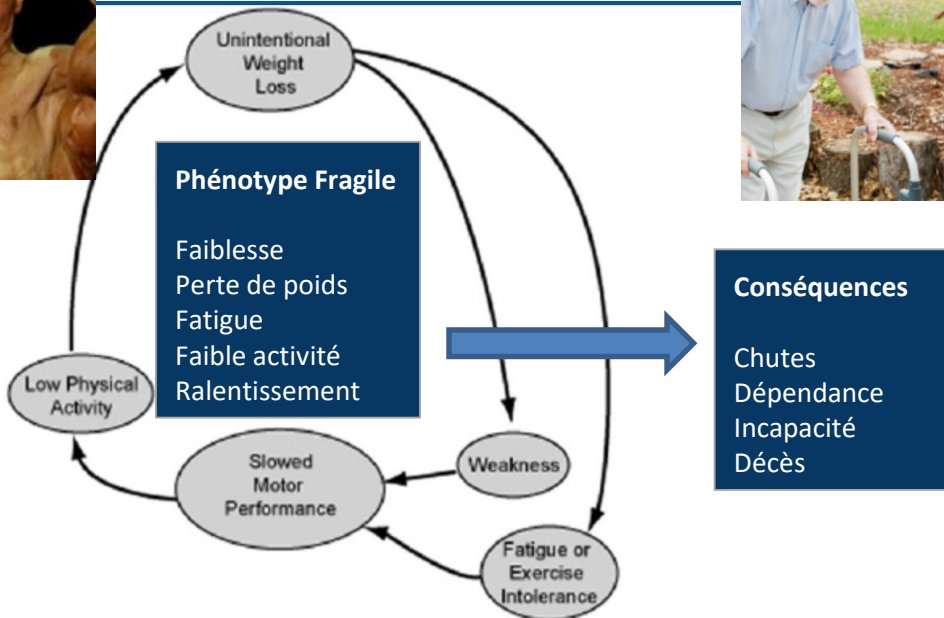 Unintentional
Weight
Loss
Phénotype Fragile
Faiblesse
Perte de poids
Fatigue
Faible activité
Ralentissement
Conséquences
Chutes
Dépendance
Incapacité
Décès
Low Physical
Activity
Slowed
Motor
Performance
Weakness
Fatigue or
Exercise
Intolerance